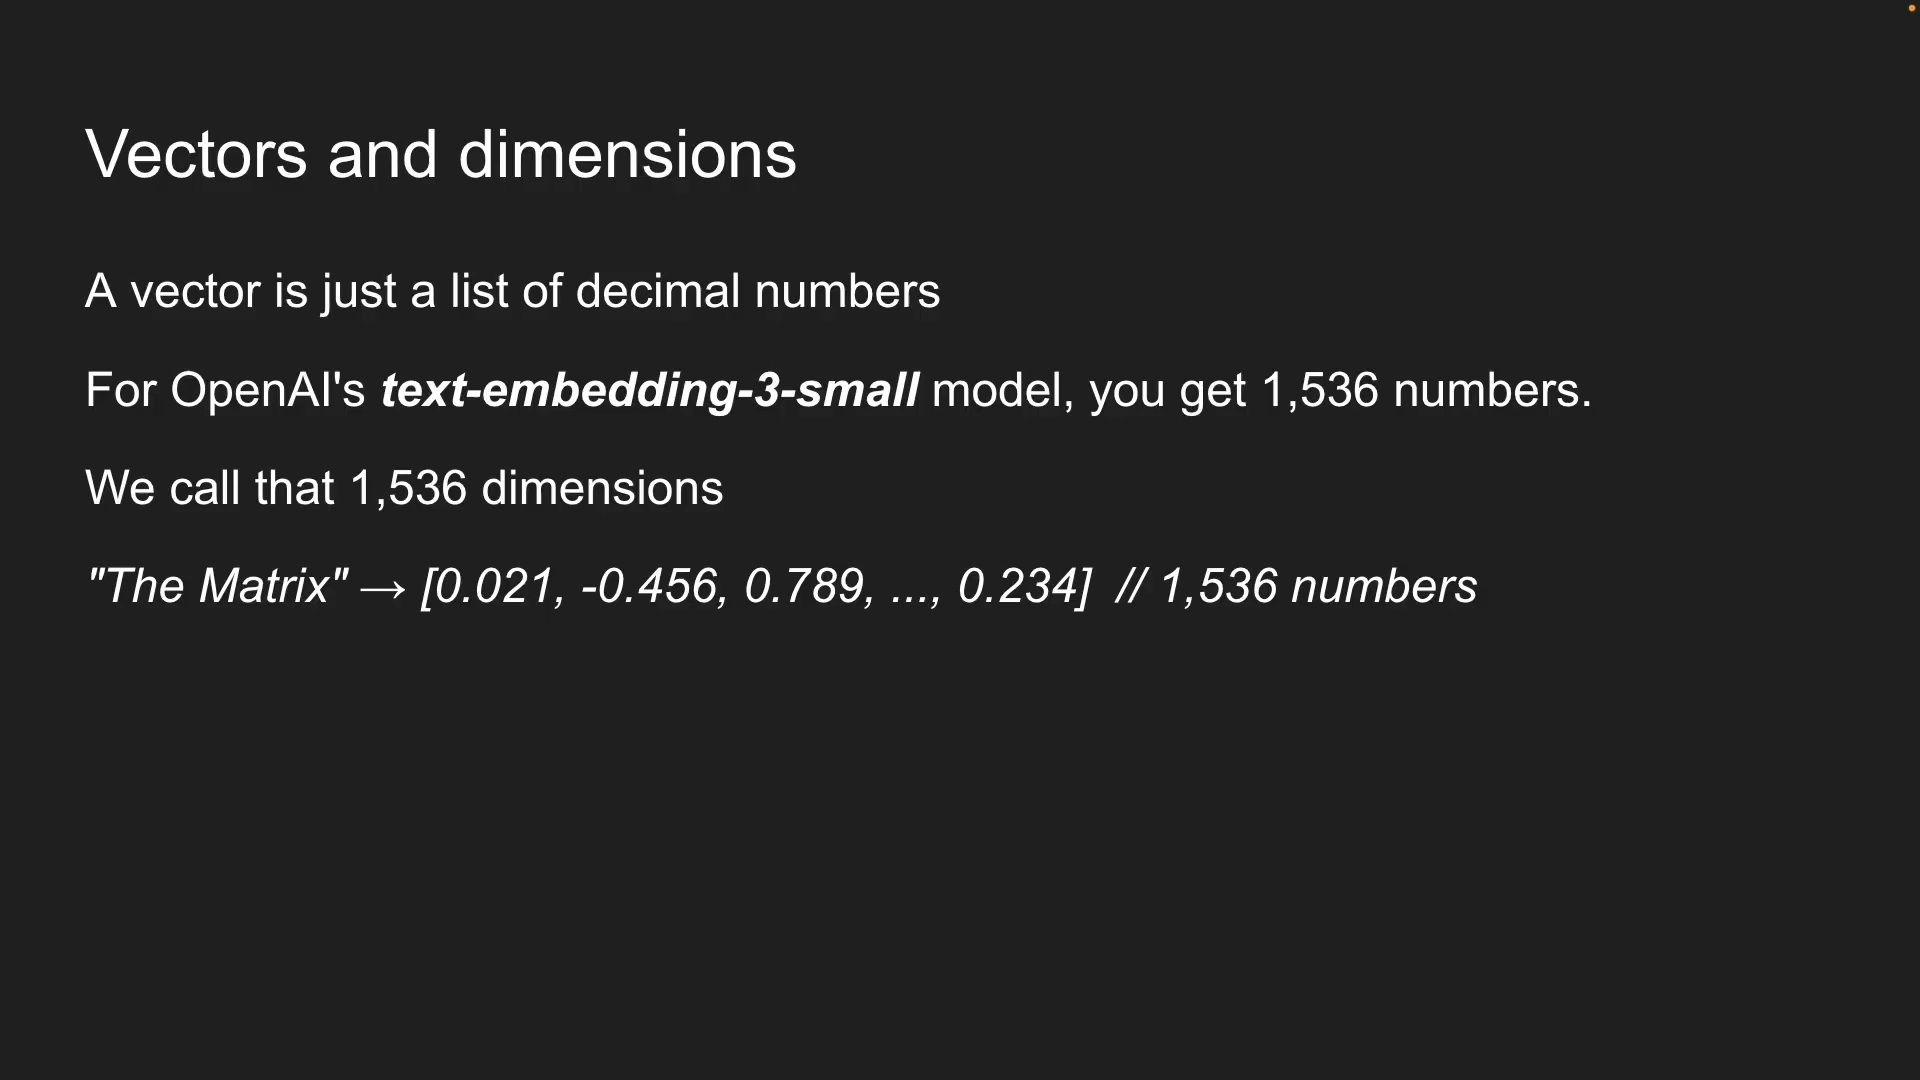 Vectors and dimensions
A vector is just a list of decimal numbers
For OpenAI's text-embedding-3-small model, you get 1,536 numbers.
We call that 1,536 dimensions
"The Matrix" → [0.021, -0.456, 0.789, ..., 0.234]  // 1,536 numbers